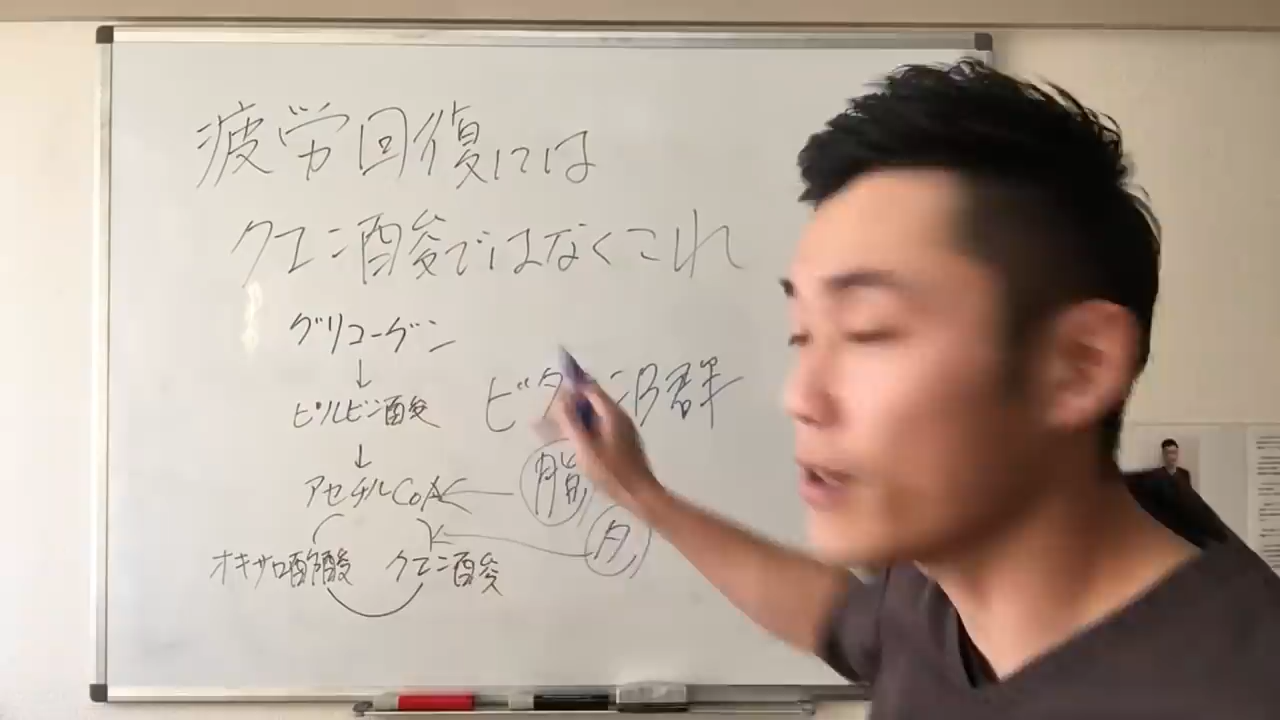 疲労回復には
クエン酸ではなくこれ
グリコーゲン
↓
ピルビン酸
ビタミンB群
↓
アセチルCoA
脂
タ
オキサロ酢酸 クエン酸